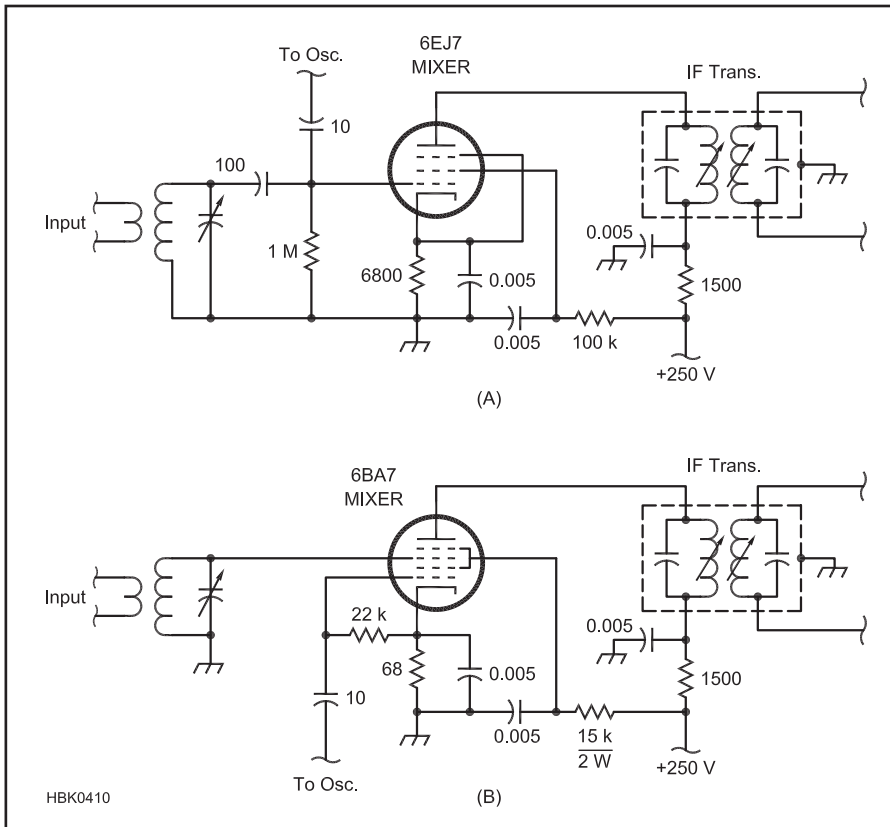 To Osc.
6EJ7
MIXER
IF Trans.
10
100
Input
1 M
6800
0.005
0.005
0.005
100 k
1500
+250 V
(A)
6BA7
MIXER
IF Trans.
Input
22 k
68
10
0.005
0.005
0.005
15 k
2 W
1500
+250 V
To Osc.
(B)
HBK0410